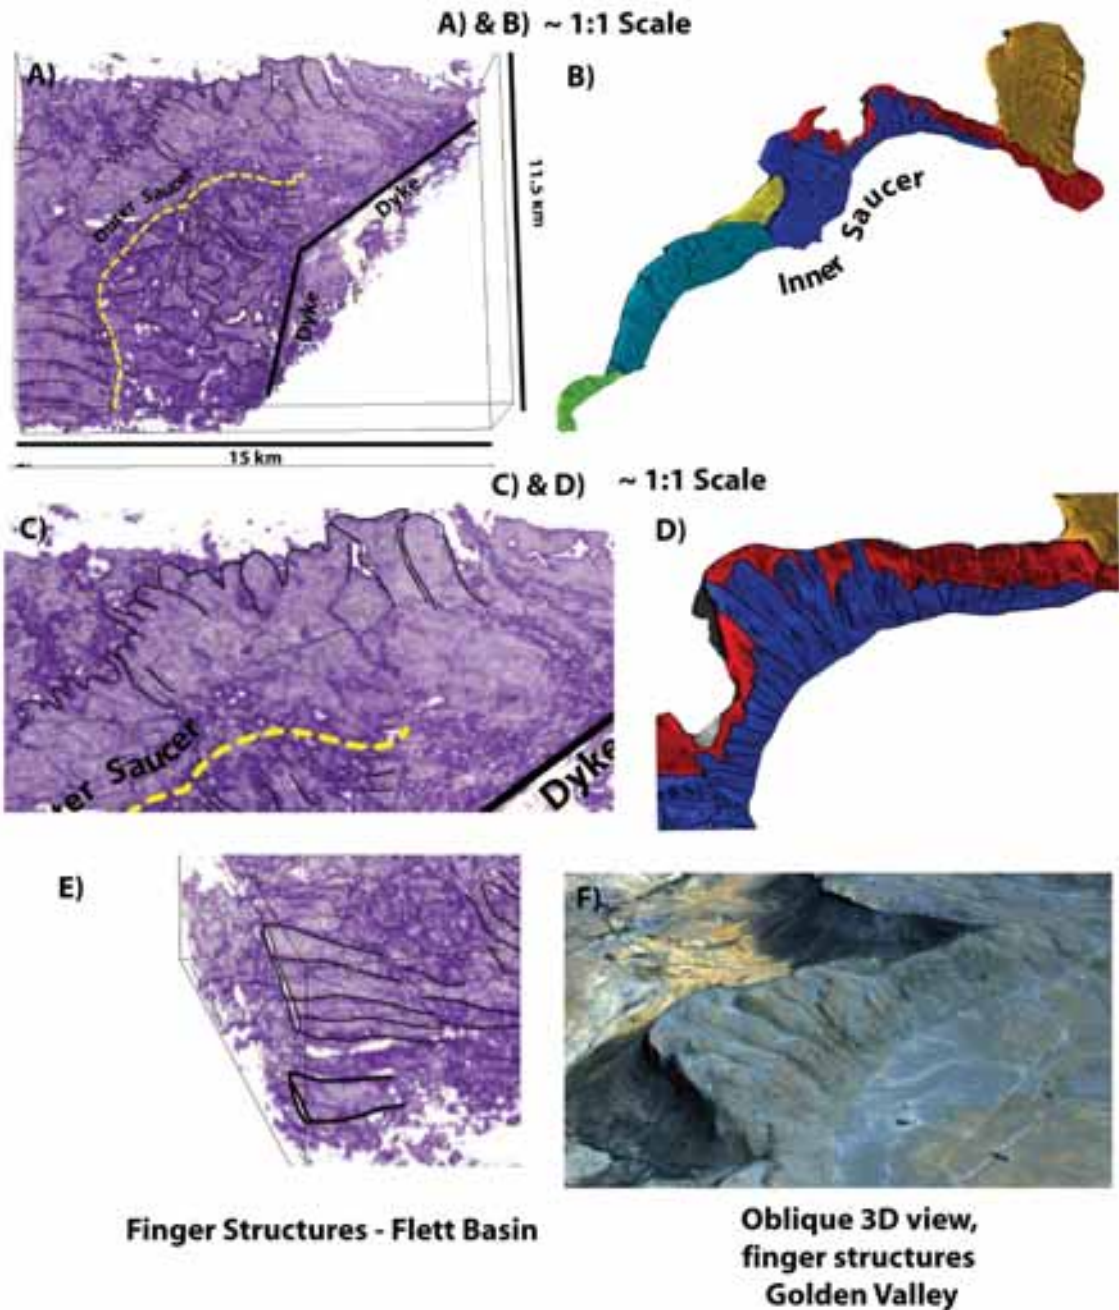 A) & B) ~ 1:1 Scale
A)
B)
Outer Saucer
Dyke
Dyke
11.5 km
Inner Saucer
15 km
C) & D) ~ 1:1 Scale
C)
D)
ter Saucer
Dyke
E)
F)
Finger Structures - Flett Basin
Oblique 3D view,
finger structures
Golden Valley